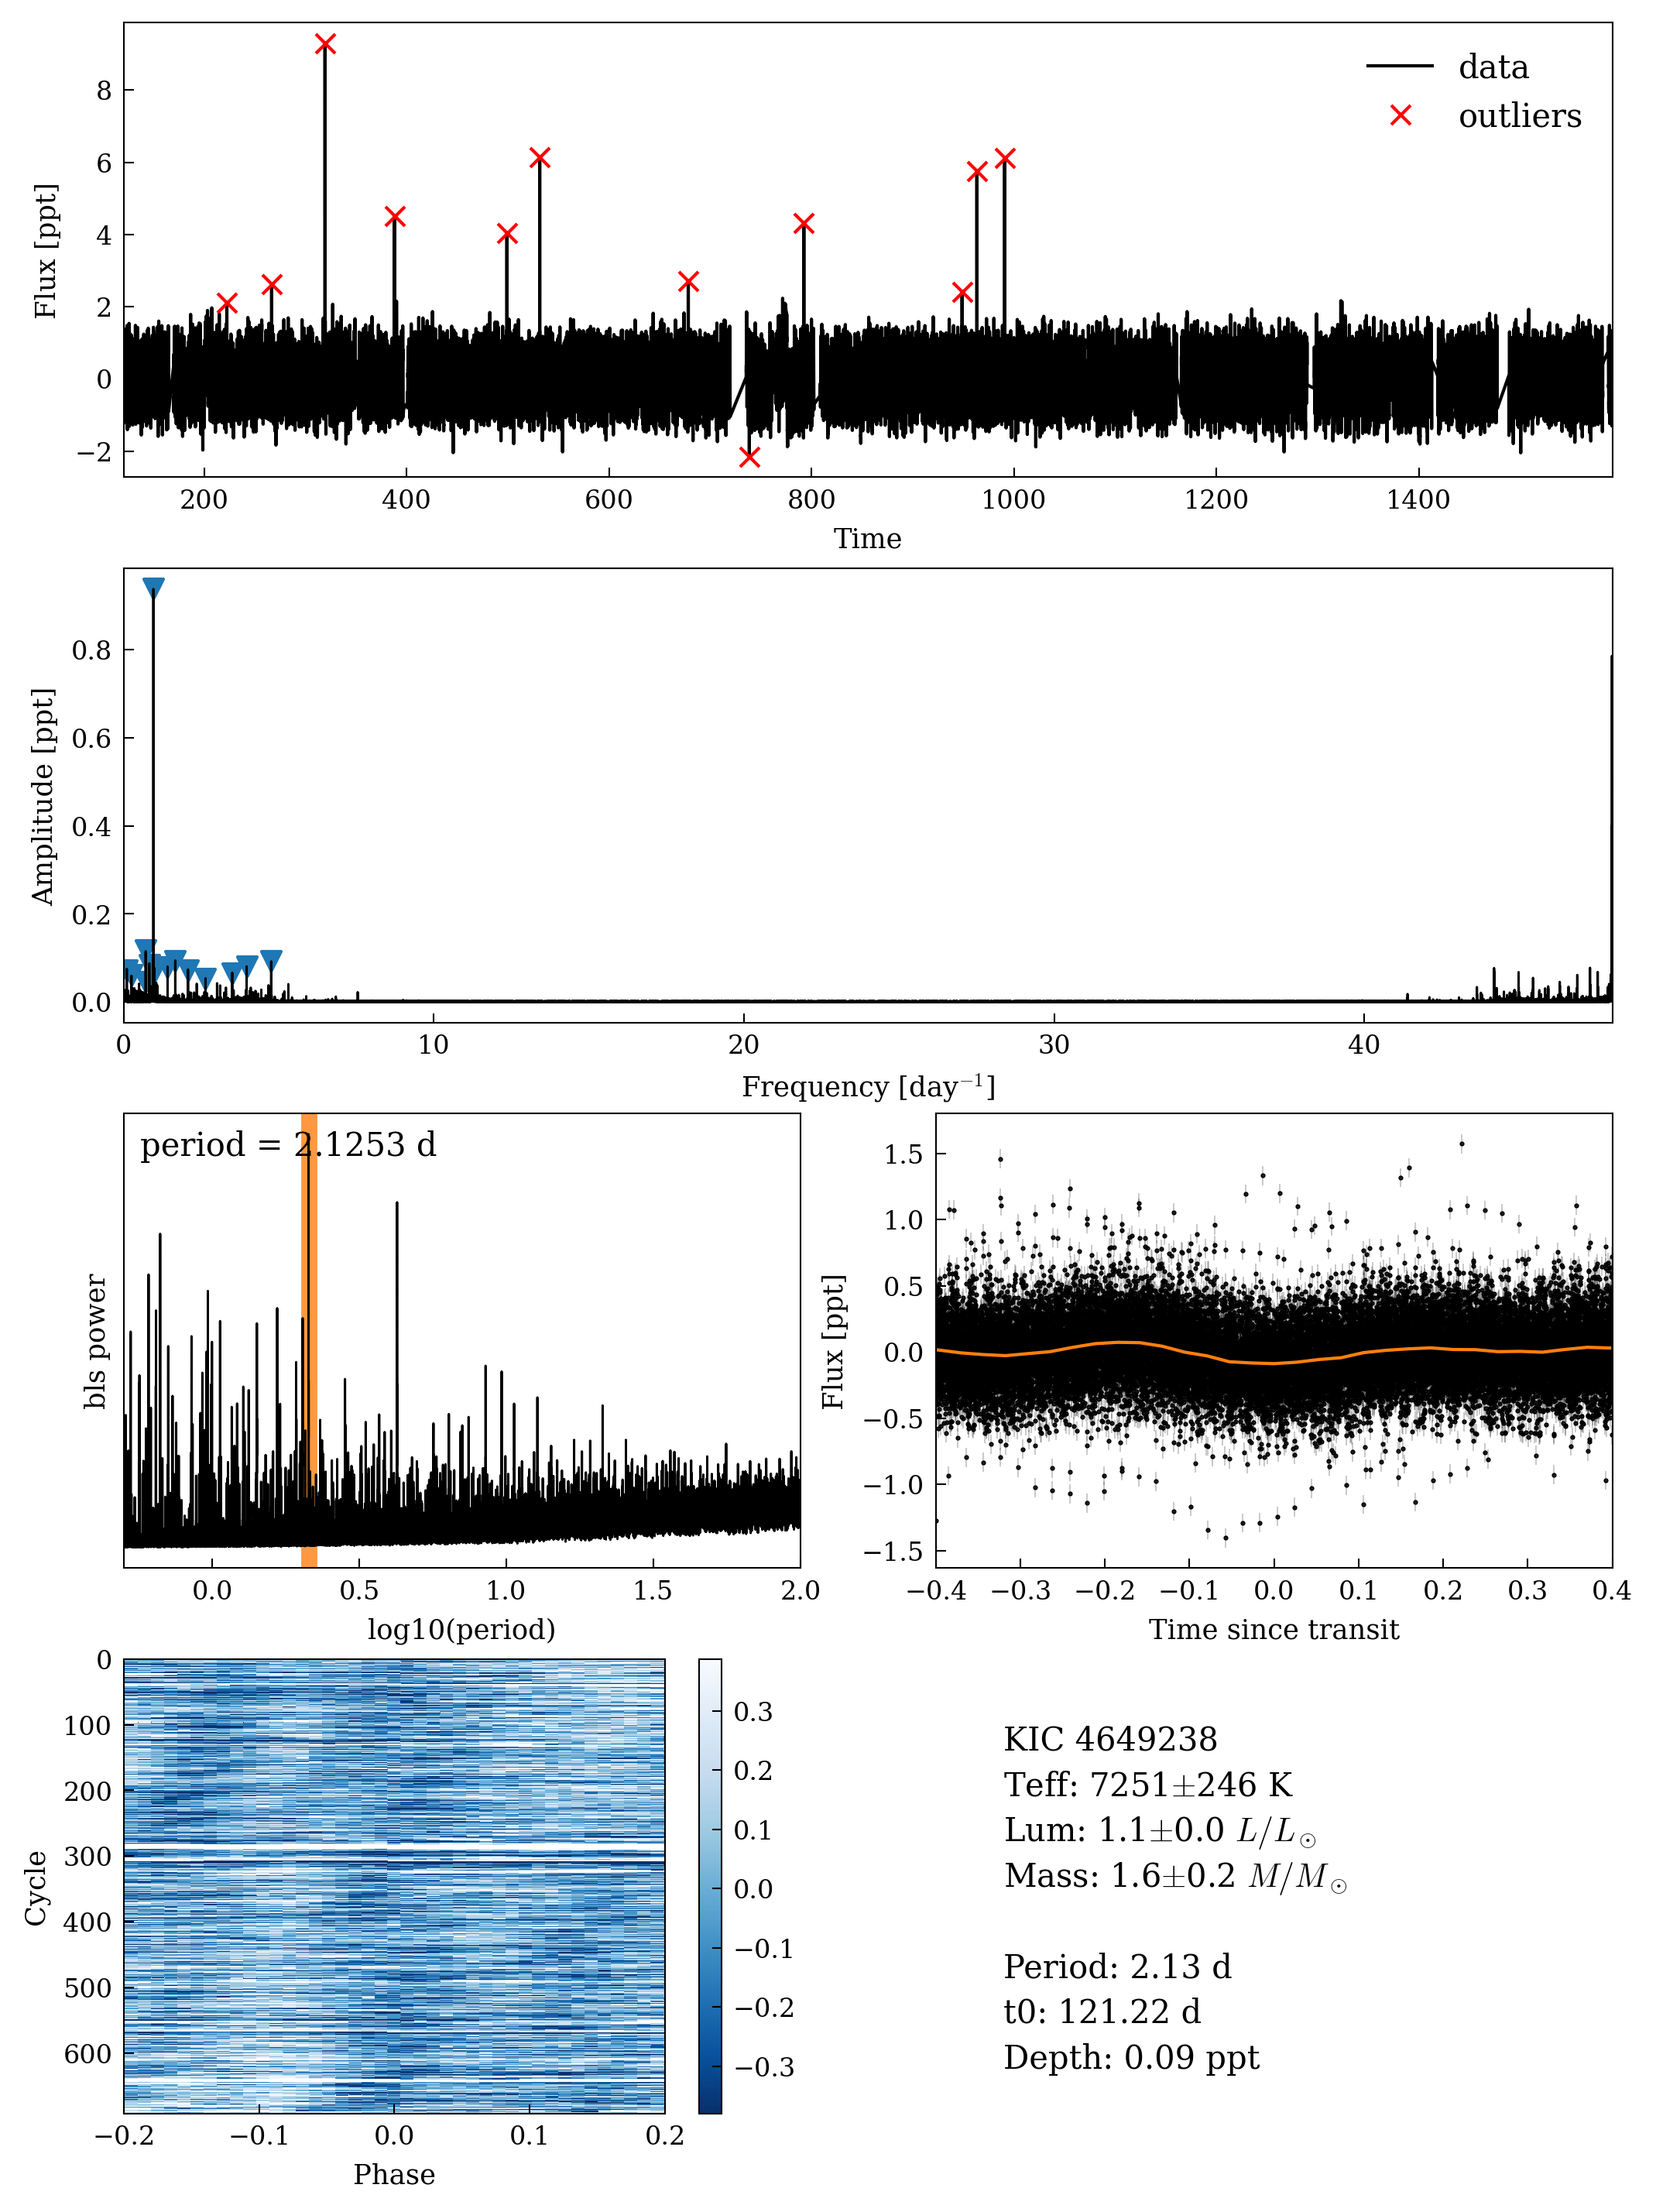 data
outliers
Flux [ppt]
8
6
4
2
0
−2
200 400 600 800 1000 1200 1400
Time
Amplitude [ppt]
0.8
0.6
0.4
0.2
0.0
0 10 20 30 40
Frequency [day⁻¹]
period = 2.1253 d
bls power
0.0 0.5 1.0 1.5 2.0
log10(period)
Flux [ppt]
1.5
1.0
0.5
0.0
−0.5
−1.0
−1.5
−0.4 −0.3 −0.2 −0.1 0.0 0.1 0.2 0.3 0.4
Time since transit
Cycle
0
100
200
300
400
500
600
−0.2 −0.1 0.0 0.1 0.2
Phase
0.3
0.2
0.1
0.0
−0.1
−0.2
−0.3
KIC 4649238
Teff: 7251±246 K
Lum: 1.1±0.0 L/L⊙
Mass: 1.6±0.2 M/M⊙
Period: 2.13 d
t0: 121.22 d
Depth: 0.09 ppt